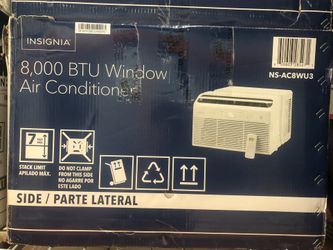 INSIGNIA
8,000 BTU Window
Air Conditioner
NS-AC8WU3
7
STACK LIMIT
APILADO MÁX.
DO NOT CLAMP
FROM THIS SIDE
NO AGARRE POR
ESTE LADO
SIDE / PARTE LATERAL